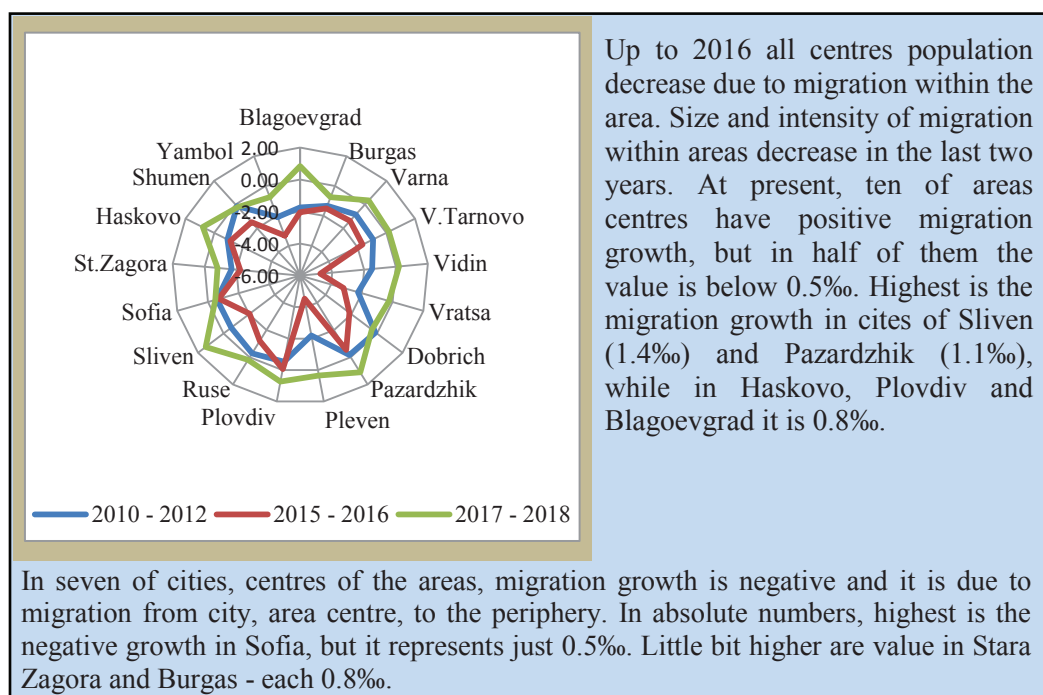 Blagoevgrad
Burgas
Varna
V.Tarnovo
Vidin
Vratsa
Dobrich
Pazardzhik
Pleven
Plovdiv
Ruse
Sliven
Sofia
St.Zagora
Haskovo
Shumen
Yambol
2.00
0.00
-2.00
-4.00
-6.00
2010 - 2012
2015 - 2016
2017 - 2018
Up to 2016 all centres population
decrease due to migration within the
area. Size and intensity of migration
within areas decrease in the last two
years. At present, ten of areas
centres have positive migration
growth, but in half of them the
value is below 0.5‰. Highest is the
migration growth in cites of Sliven
(1.4‰) and Pazardzhik (1.1‰),
while in Haskovo, Plovdiv and
Blagoevgrad it is 0.8‰.
In seven of cities, centres of the areas, migration growth is negative and it is due to
migration from city, area centre, to the periphery. In absolute numbers, highest is the
negative growth in Sofia, but it represents just 0.5‰. Little bit higher are value in Stara
Zagora and Burgas - each 0.8‰.